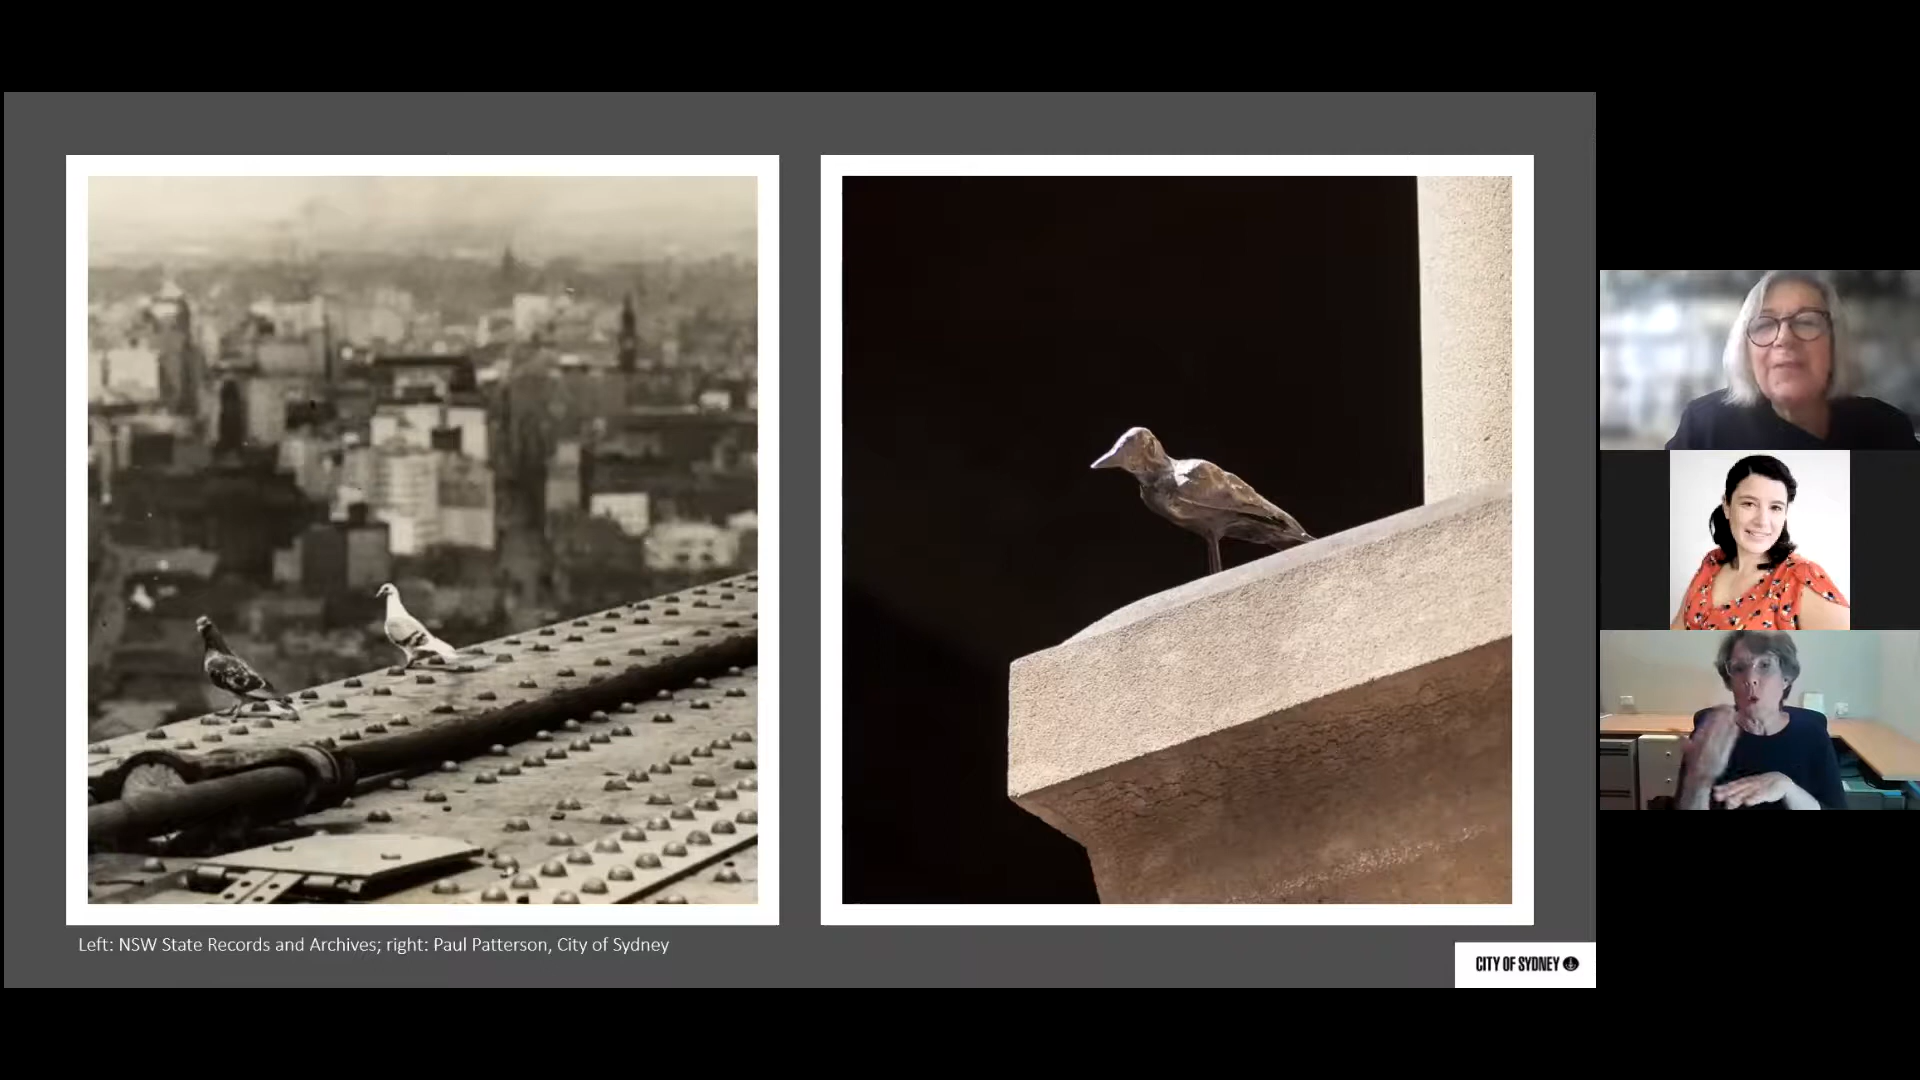 Left: NSW State Records and Archives; right: Paul Patterson, City of Sydney
CITY OF SYDNEY